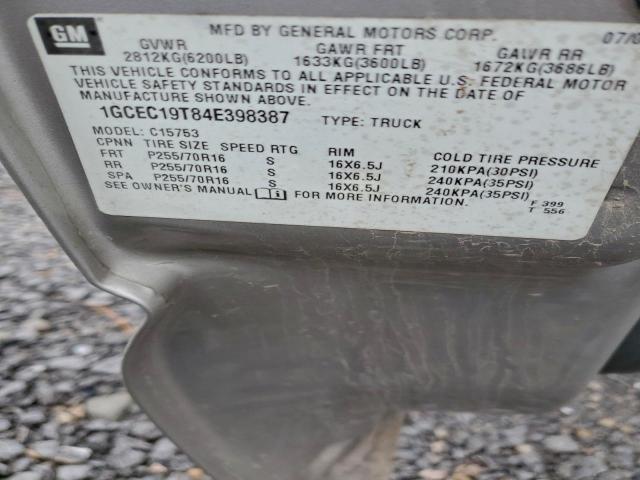 GM
MFD BY GENERAL MOTORS CORP. 07/0
GVWR GAWR FRT GAWR RR
2812KG(6200LB) 1633KG(3600LB) 1672KG(3686LB)
THIS VEHICLE CONFORMS TO ALL APPLICABLE U.S. FEDERAL MOTOR
VEHICLE SAFETY STANDARDS IN EFFECT ON THE DATE OF
MANUFACTURE SHOWN ABOVE.
1GCEC19T84E398387 TYPE: TRUCK
MODEL: C15753
CPNN TIRE SIZE SPEED RTG RIM COLD TIRE PRESSURE
FRT P255/70R16 S 16X6.5J 210KPA(30PSI)
RR P255/70R16 S 16X6.5J 240KPA(35PSI)
SPA P255/70R16 S 16X6.5J 240KPA(35PSI)
SEE OWNER'S MANUAL FOR MORE INFORMATION.
F 399
T 556